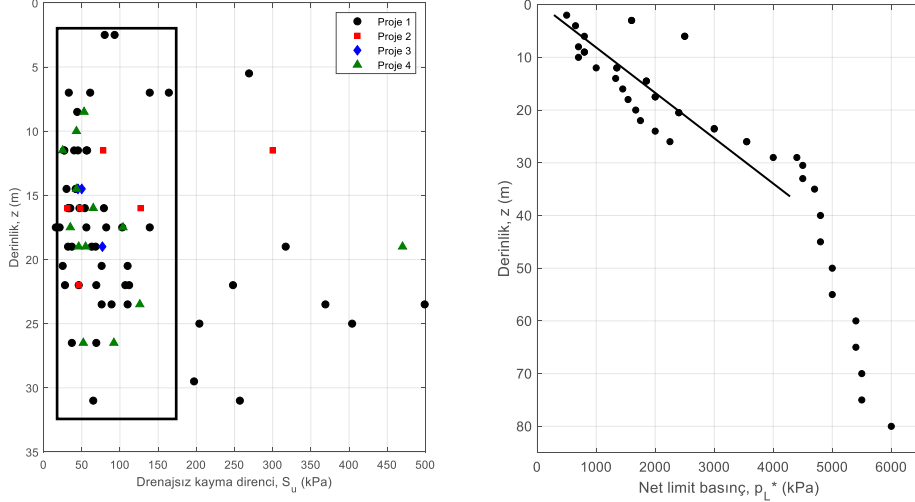 Proje 1
Proje 2
Proje 3
Proje 4
0
5
10
15
20
25
30
35
Derinlik, z (m)
0 50 100 150 200 250 300 350 400 450 500
Drenajsız kayma direnci, S_u (kPa)
0
10
20
30
40
50
60
70
80
Derinlik, z (m)
0 1000 2000 3000 4000 5000 6000
Net limit basınç, p_L* (kPa)